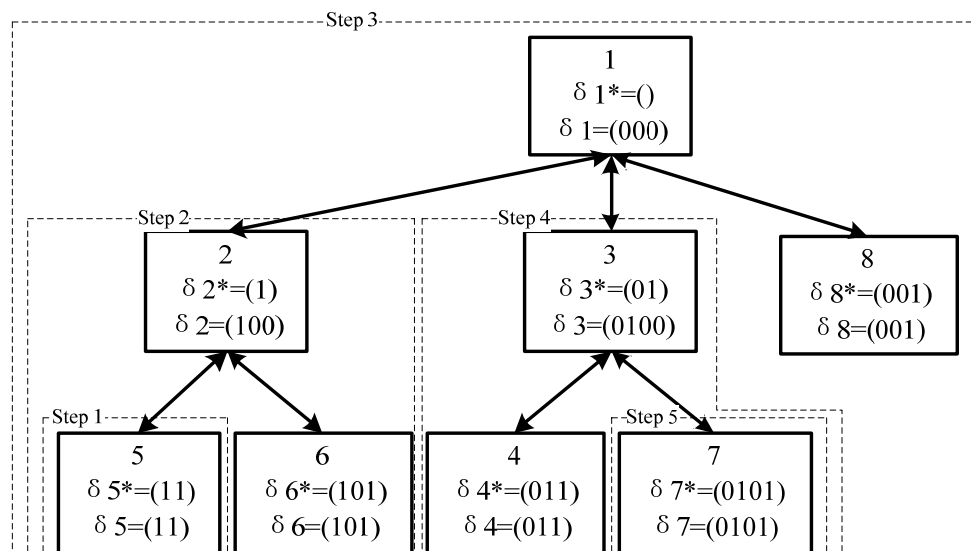 Step 3
1
δ 1*=()
δ 1=(000)
Step 2
Step 4
2
δ 2*=(1)
δ 2=(100)
3
δ 3*=(01)
δ 3=(0100)
8
δ 8*=(001)
δ 8=(001)
Step 1
Step 5
5
δ 5*=(11)
δ 5=(11)
6
δ 6*=(101)
δ 6=(101)
4
δ 4*=(011)
δ 4=(011)
7
δ 7*=(0101)
δ 7=(0101)